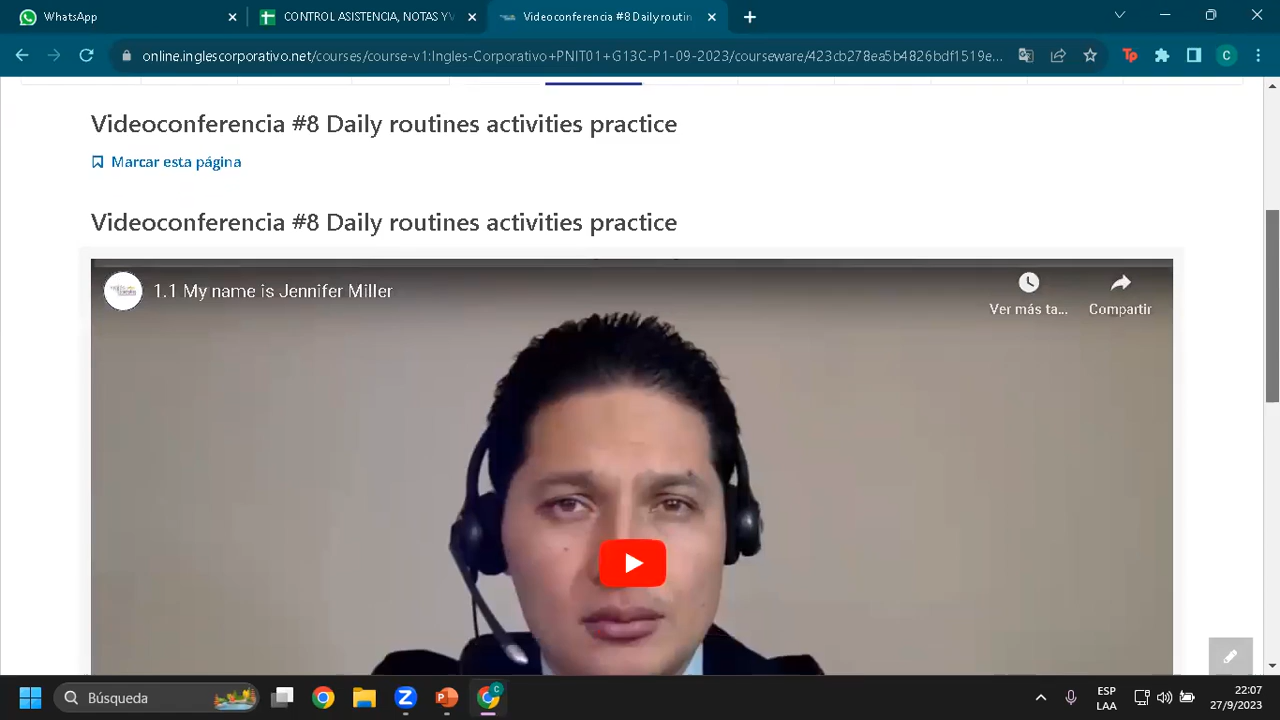 WhatsApp
CONTROL ASISTENCIA, NOTAS Y
Videoconferencia #8 Daily routin
online.inglescorporativo.net/courses/course-v1:Ingles-Corporativo+PNIT01+G13C-P1-09-2023/courseware/423cb278ea5b4826bdf1519e...
Videoconferencia #8 Daily routines activities practice
Marcar esta página
Videoconferencia #8 Daily routines activities practice
1.1 My name is Jennifer Miller
Ver más ta...
Compartir
Búsqueda
ESP
LAA
22:07
27/9/2023